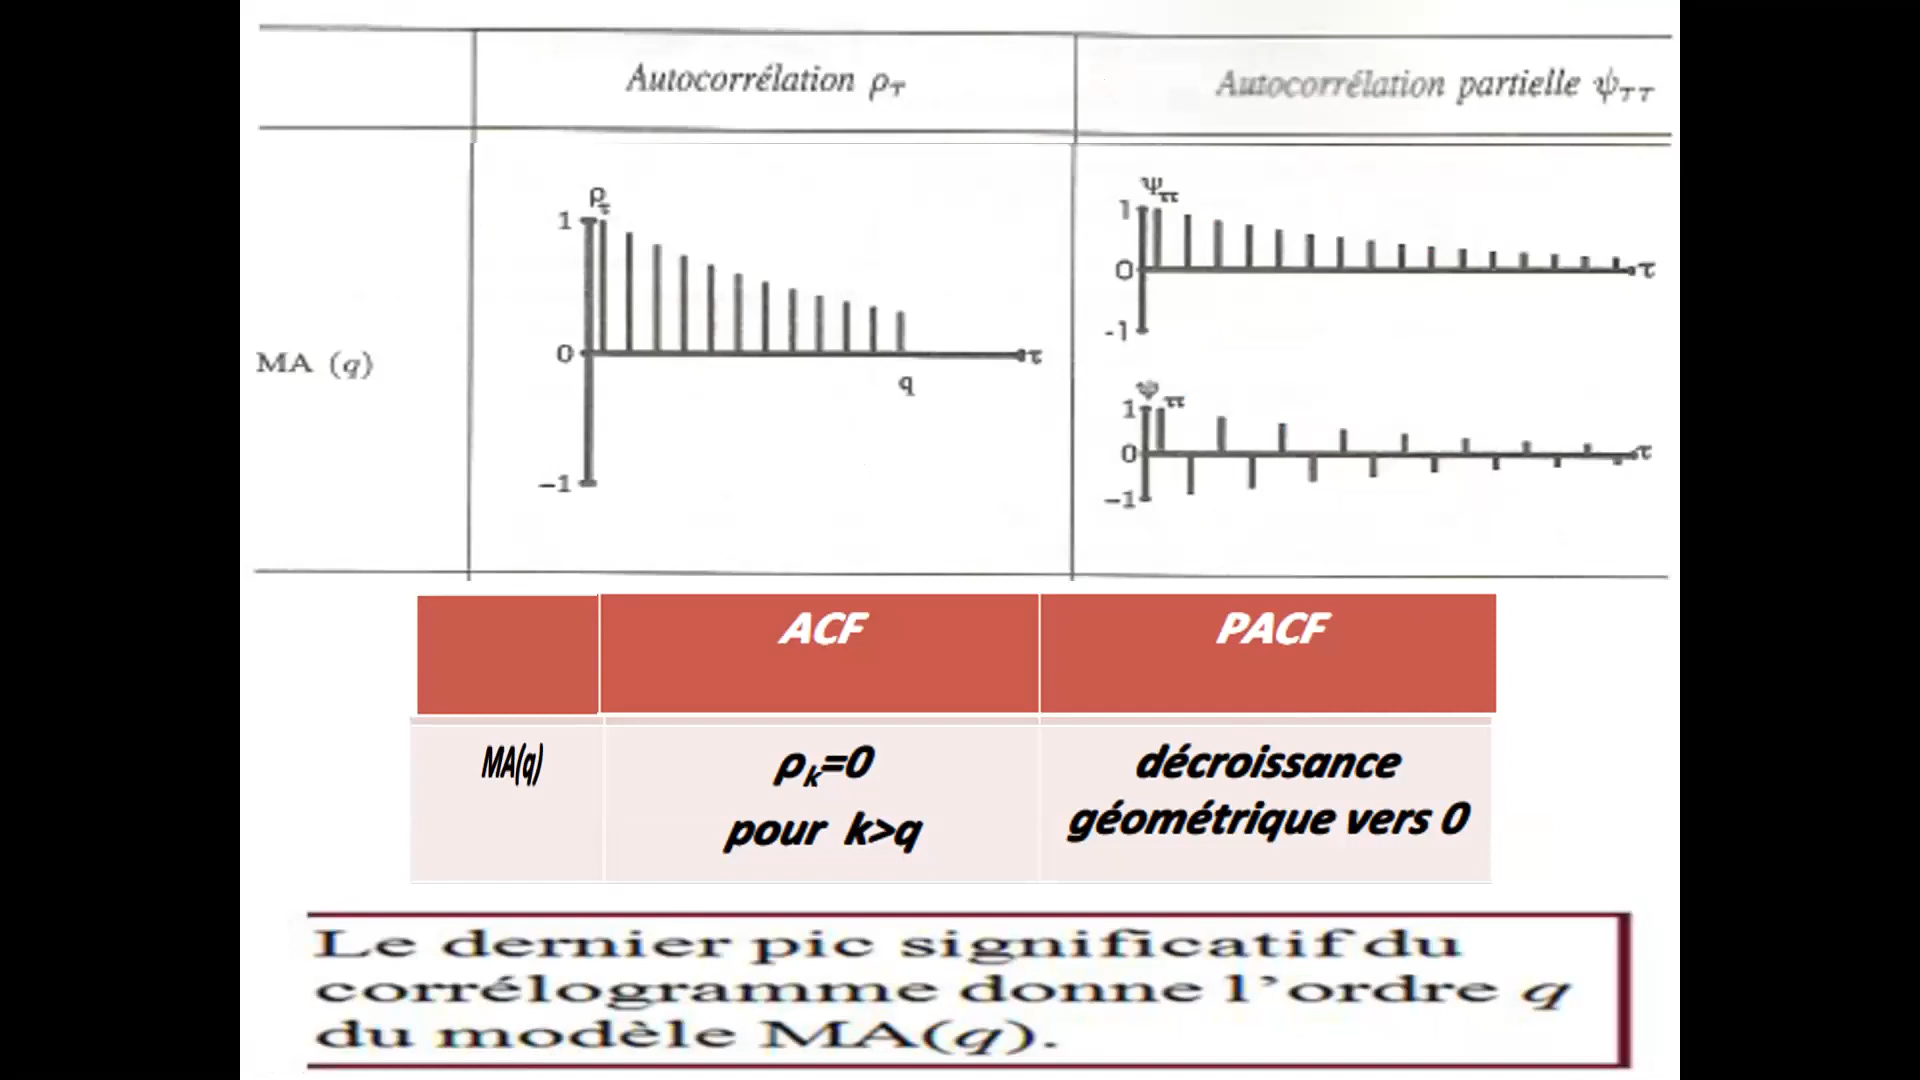 Autocorrélation ρτ
Autocorrélation partielle ψττ
MA (q)
ρτ
1
0
τ
q
−1
ψττ
1
0
τ
-1
ψττ
1
0
τ
−1
ACF
PACF
MA(q)
ρk=0
pour k>q
décroissance
géométrique vers 0
Le dernier pic significatif du
corrélogramme donne l’ordre q
du modèle MA(q).